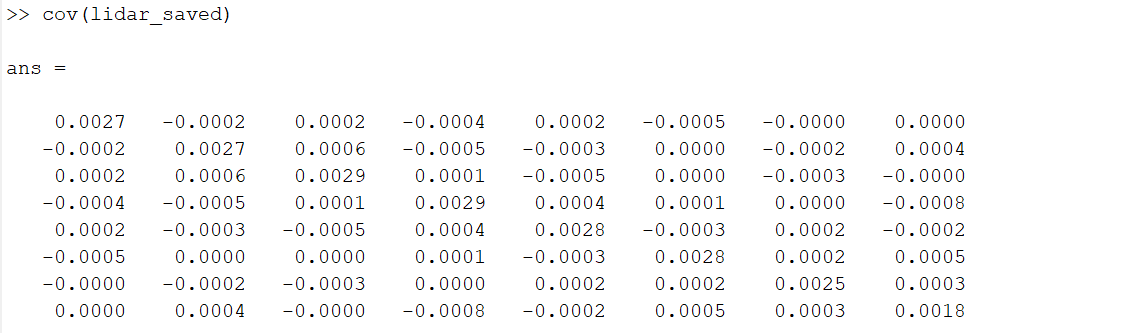 >> cov(lidar_saved)
ans =
0.0027 -0.0002 0.0002 -0.0004 0.0002 -0.0005 -0.0000 0.0000
-0.0002 0.0027 0.0006 -0.0005 -0.0003 0.0000 -0.0002 0.0004
0.0002 0.0006 0.0029 0.0001 -0.0005 0.0000 -0.0003 -0.0000
-0.0004 -0.0005 0.0001 0.0029 0.0004 0.0001 0.0000 -0.0008
0.0002 -0.0003 -0.0005 0.0004 0.0028 -0.0003 0.0002 -0.0002
-0.0005 0.0000 0.0000 0.0001 -0.0003 0.0028 0.0002 0.0005
-0.0000 -0.0002 -0.0003 0.0000 0.0002 0.0002 0.0025 0.0003
0.0000 0.0004 -0.0000 -0.0008 -0.0002 0.0005 0.0003 0.0018